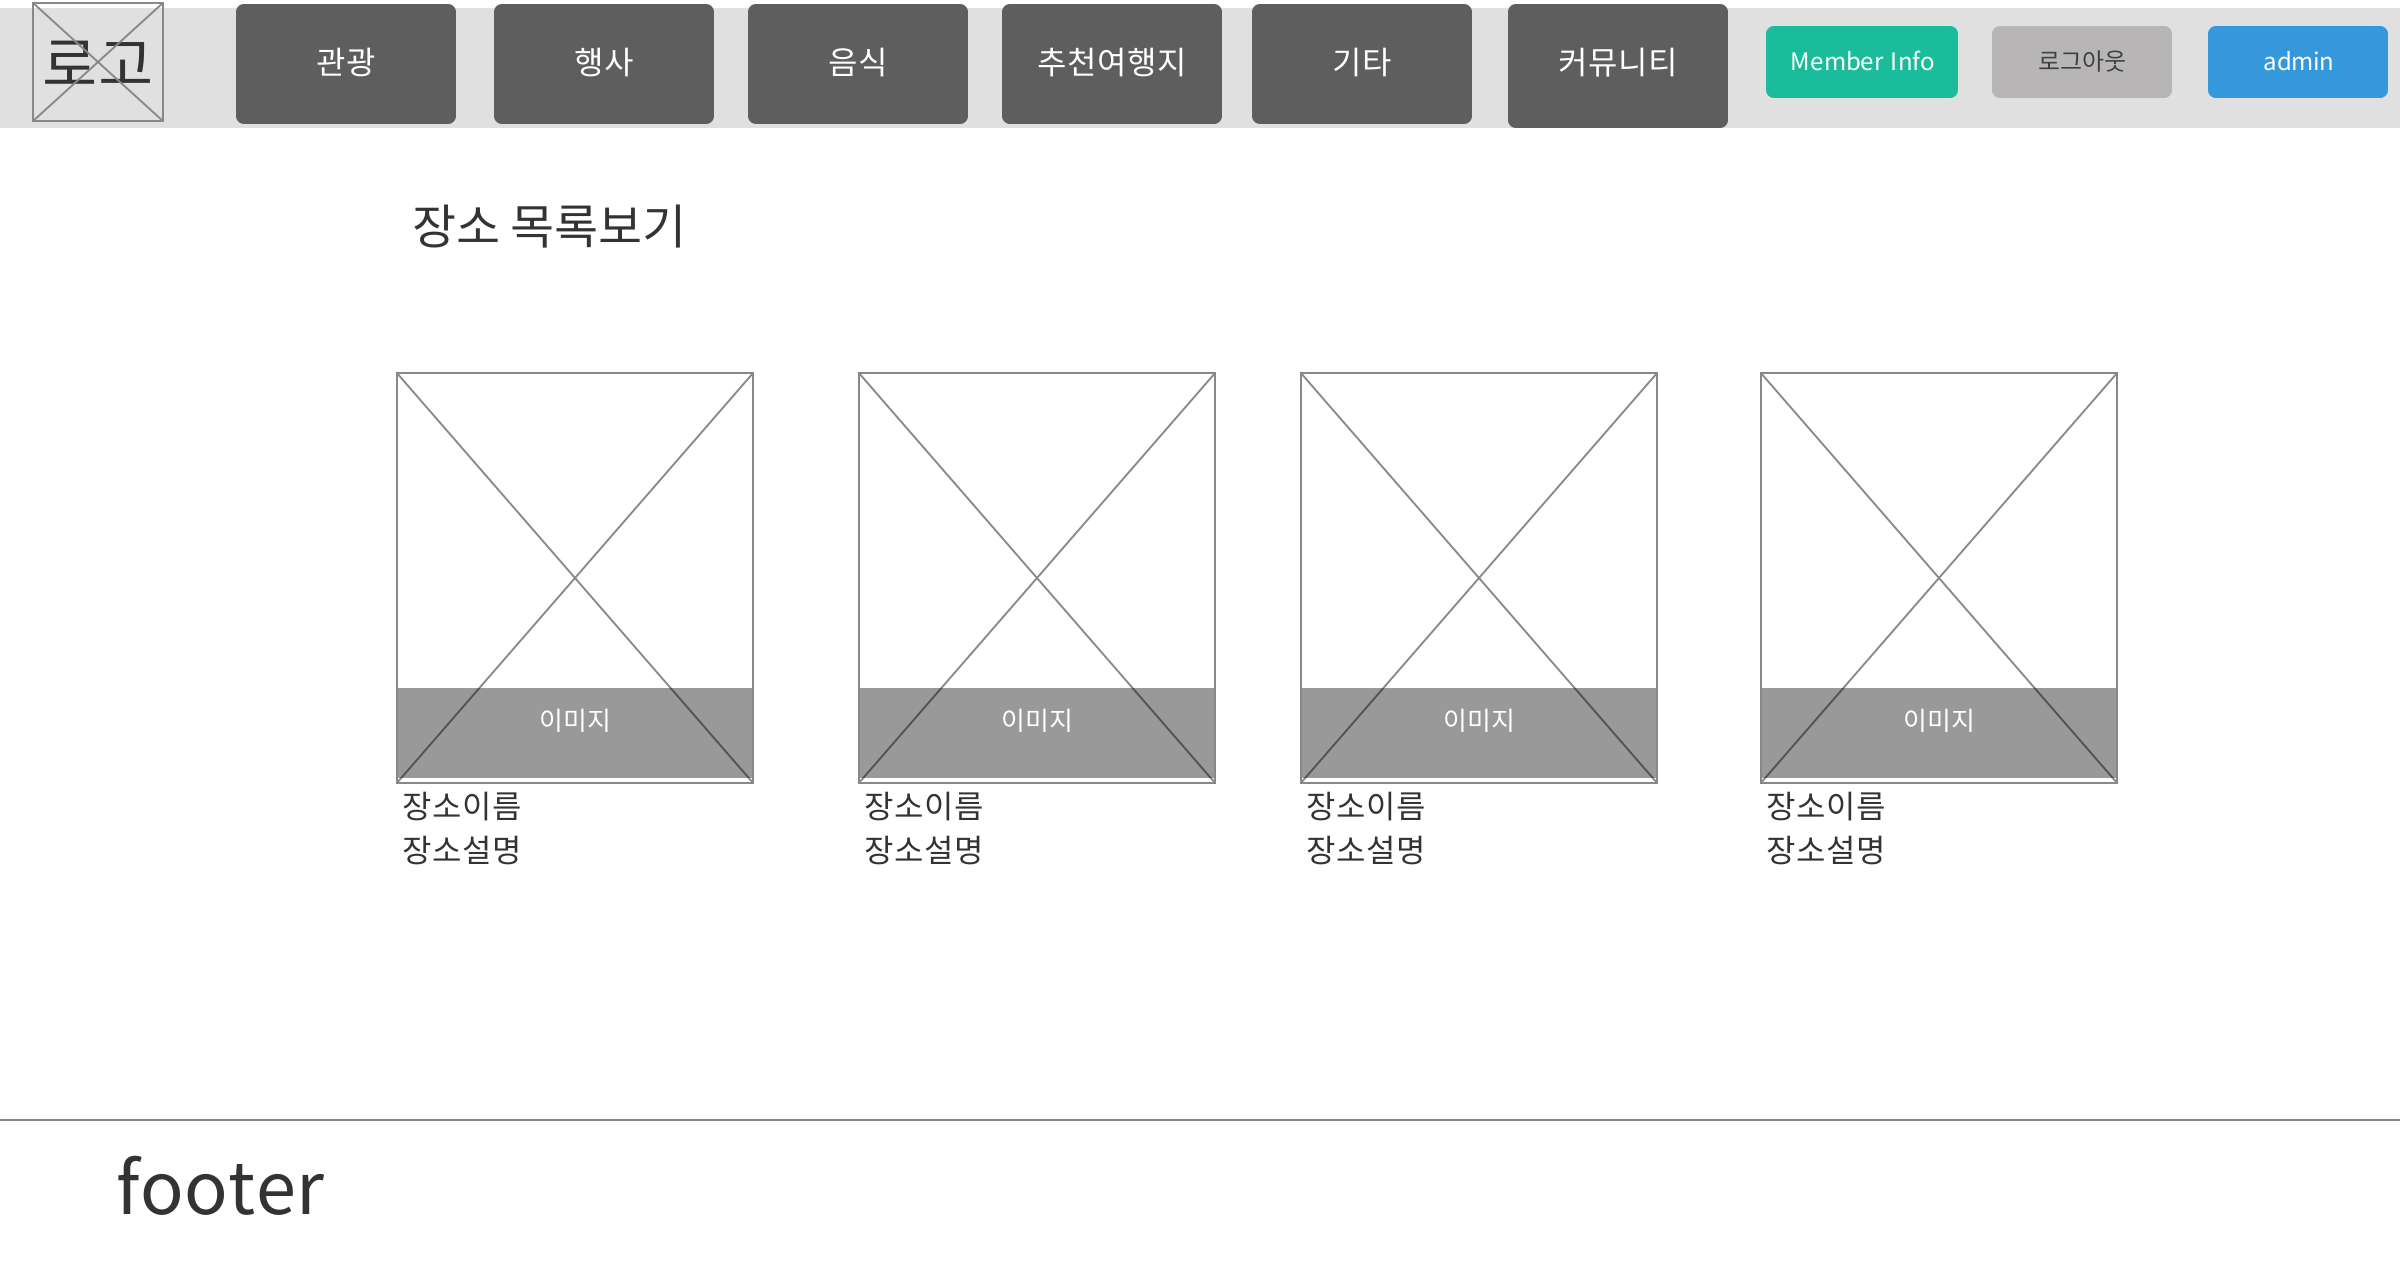 로고
관광
행사
음식
추천여행지
기타
커뮤니티
Member Info
로그아웃
admin
장소 목록보기
이미지
이미지
이미지
이미지
장소이름
장소설명
장소이름
장소설명
장소이름
장소설명
장소이름
장소설명
footer